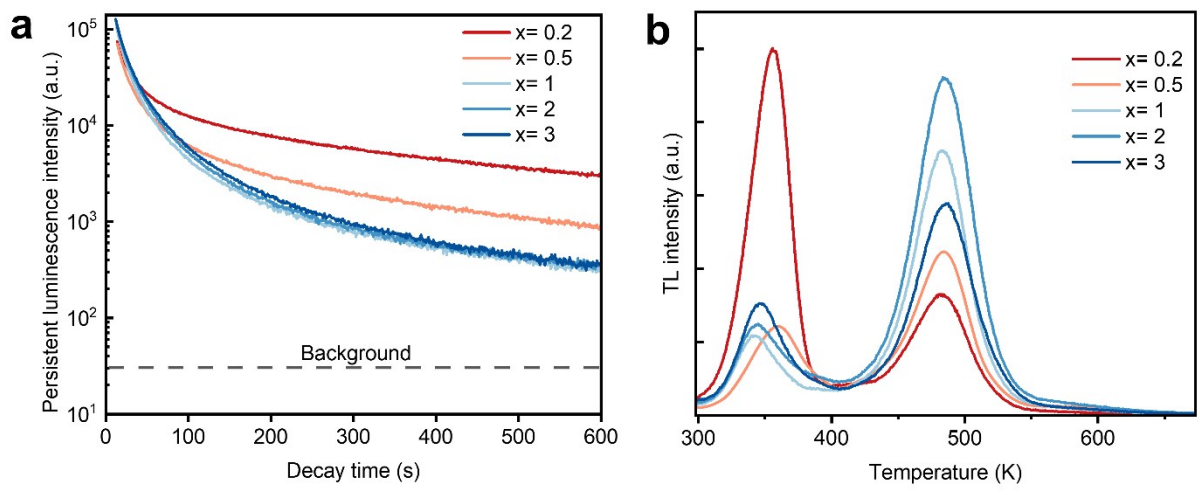 a
Persistent luminescence intensity (a.u.)
10^5
10^4
10^3
10^2
10^1
x= 0.2
x= 0.5
x= 1
x= 2
x= 3
Background
0
100
200
300
400
500
600
Decay time (s)
b
TL intensity (a.u.)
x= 0.2
x= 0.5
x= 1
x= 2
x= 3
300
400
500
600
Temperature (K)